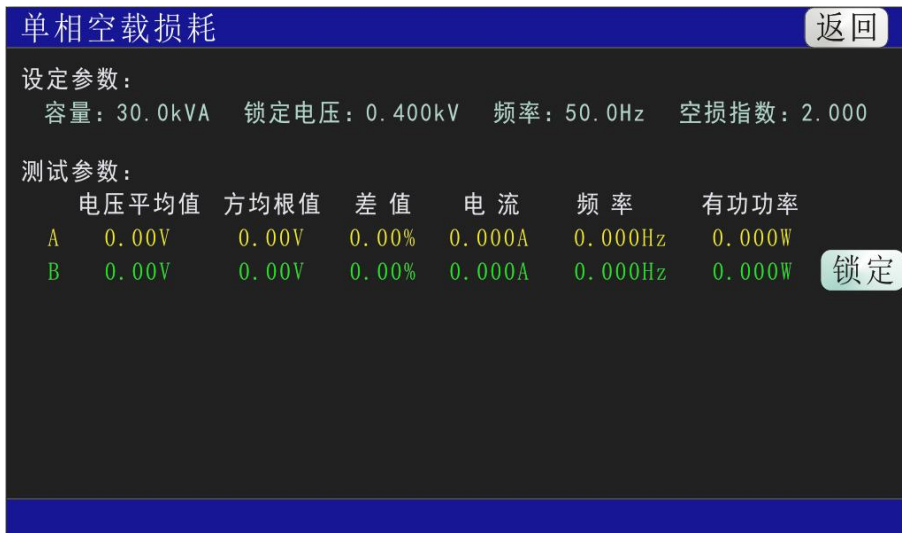 单相空载损耗 返回
设定参数:
容量: 30.0kVA 锁定电压: 0.400kV 频率: 50.0Hz 空损指数: 2.000
测试参数:
电压平均值 方均根值 差值 电流 频率 有功功率
A 0.00V 0.00V 0.00% 0.000A 0.000Hz 0.000W
B 0.00V 0.00V 0.00% 0.000A 0.000Hz 0.000W 锁定